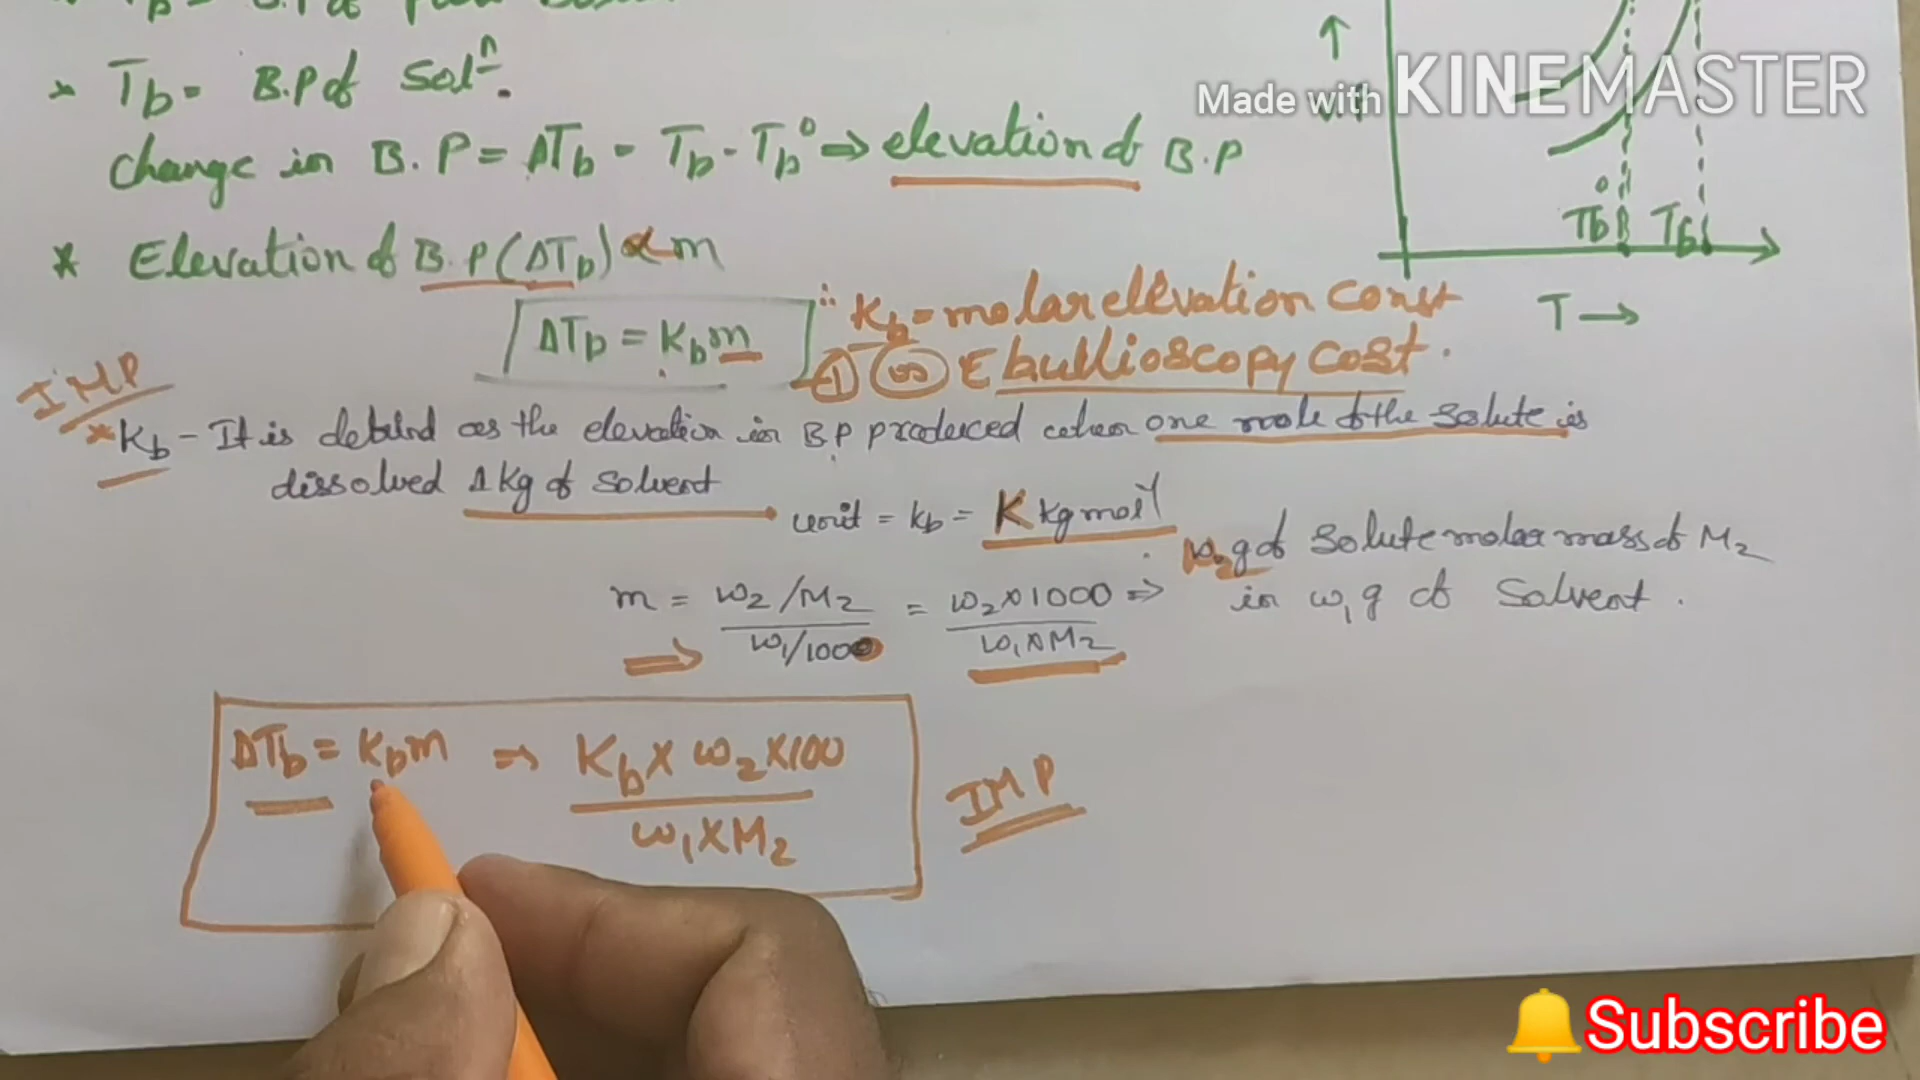 * Tb = B.P of Solⁿ.
change in B.P = ΔTb = Tb - Tb° ⇒ elevation of B.P
* Elevation of B.P (ΔTb) ∝ m
ΔTb = Kb m
∴ Kb = molar elevation const
① (or) Ebullioscopy cost.
IMP
* Kb - It is defind as the elevation in B.P produced when one mole of the solute is
dissolved 1 Kg of solvent
unit = kb = K kg mol⁻¹
w₂g of Solute molar mass of M₂
in w₁g of Solvent.
m = w₂/M₂ / w₁/1000 = w₂×1000 / w₁×M₂ ⇒
ΔTb = Kb m ⇒ Kb × w₂ × 100 / w₁ × M₂
IMP
Tb° Tb
T →
Made with KINEMASTER
Subscribe